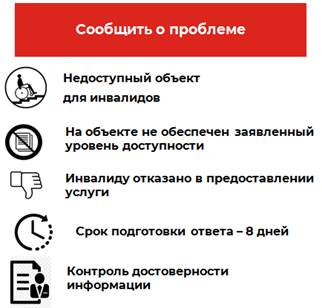 Сообщить о проблеме
Недоступный объект
для инвалидов
На объекте не обеспечен заявленный
уровень доступности
Инвалиду отказано в предоставлении
услуги
Срок подготовки ответа – 8 дней
Контроль достоверности
информации